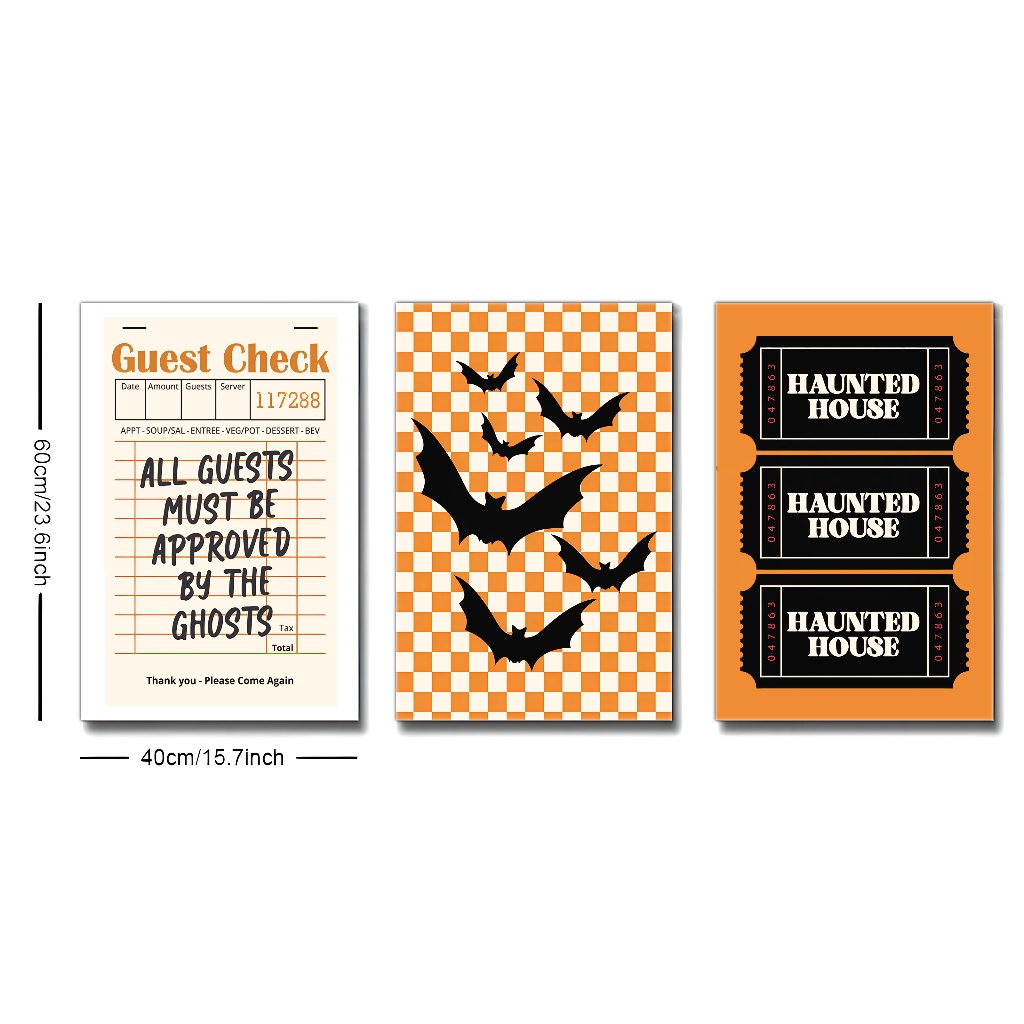 Guest Check
Date Amount Guests Server
117288
APPT - SOUP/SAL - ENTREE - VEG/POT - DESSERT - BEV
ALL GUESTS
MUST BE
APPROVED
BY THE
GHOSTS
Tax
Total
Thank you - Please Come Again
047863
HAUNTED
HOUSE
047863
047863
HAUNTED
HOUSE
047863
047863
HAUNTED
HOUSE
047863
60cm/23.6inch
40cm/15.7inch